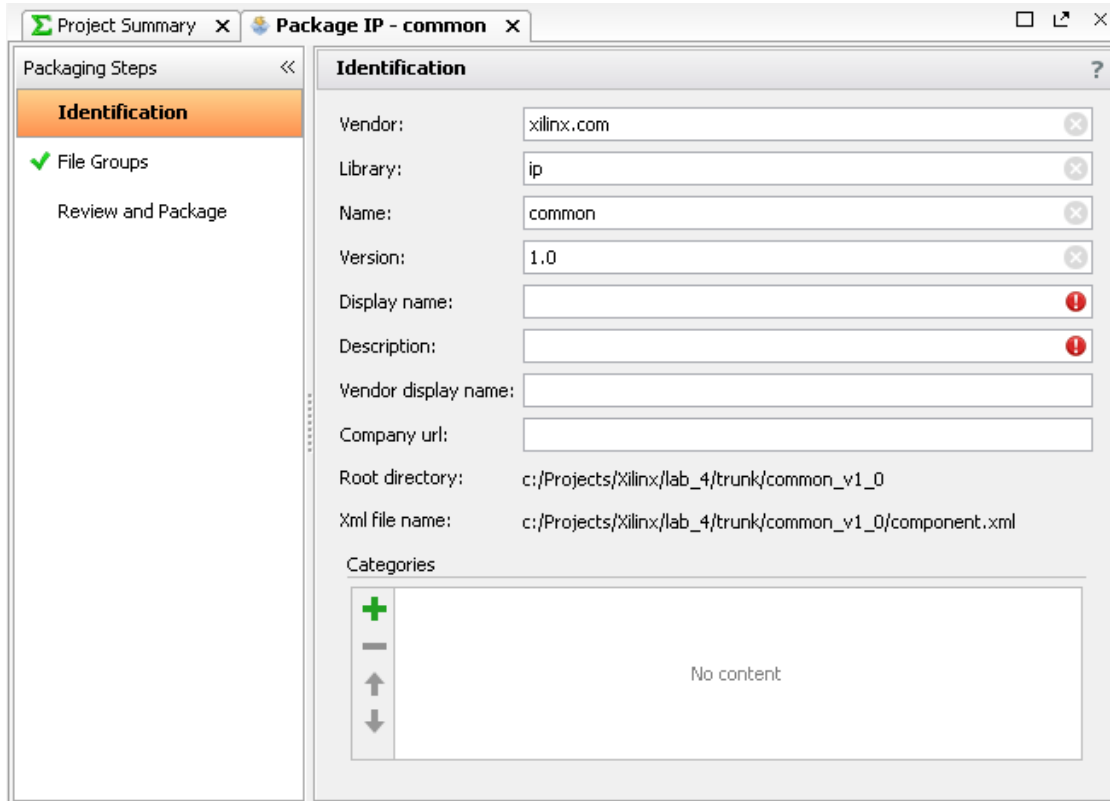 Project Summary X Package IP - common X
Packaging Steps
Identification
File Groups
Review and Package
Identification ?
Vendor: xilinx.com
Library: ip
Name: common
Version: 1.0
Display name:
Description:
Vendor display name:
Company url:
Root directory: c:/Projects/Xilinx/lab_4/trunk/common_v1_0
Xml file name: c:/Projects/Xilinx/lab_4/trunk/common_v1_0/component.xml
Categories
No content